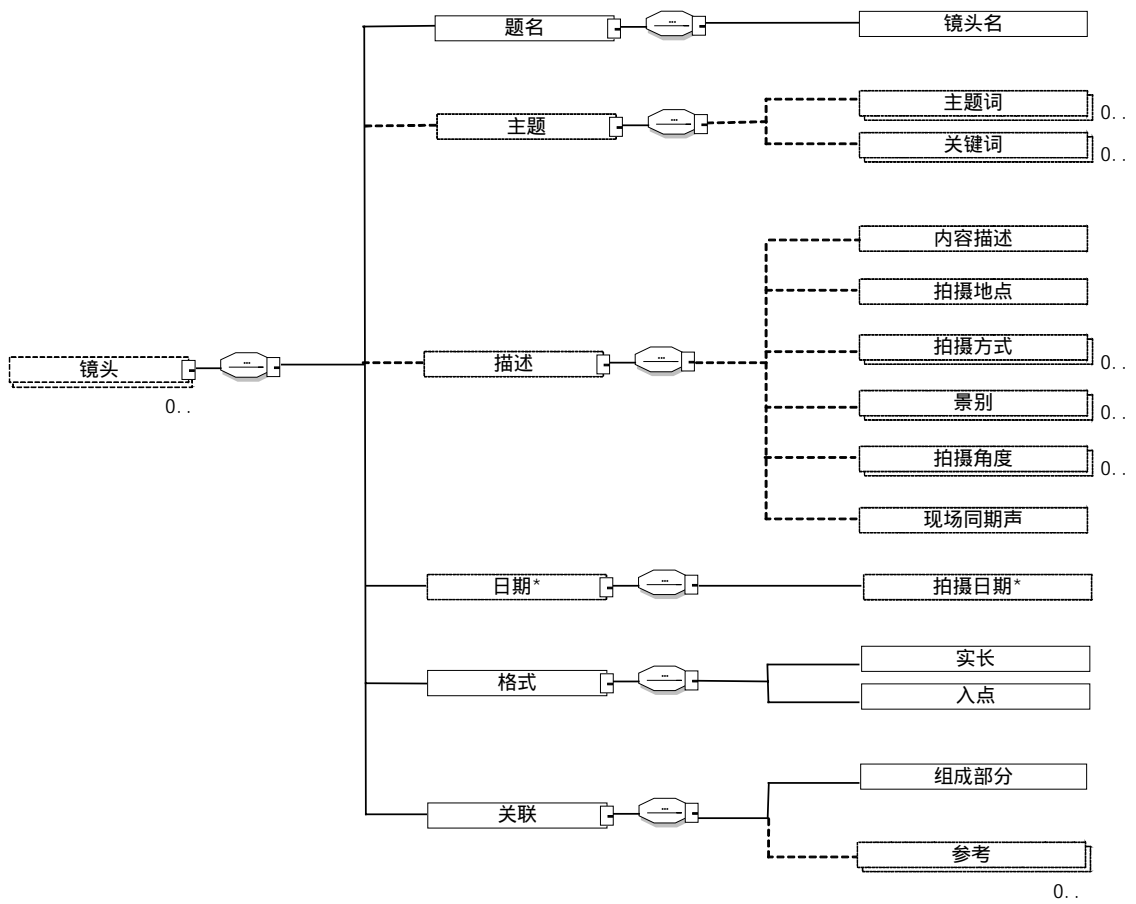 题名
镜头名
主题
主题词
0..
关键词
0..
内容描述
拍摄地点
镜头
0..
描述
拍摄方式
0..
景别
0..
拍摄角度
0..
现场同期声
日期*
拍摄日期*
格式
实长
入点
组成部分
关联
参考
0..